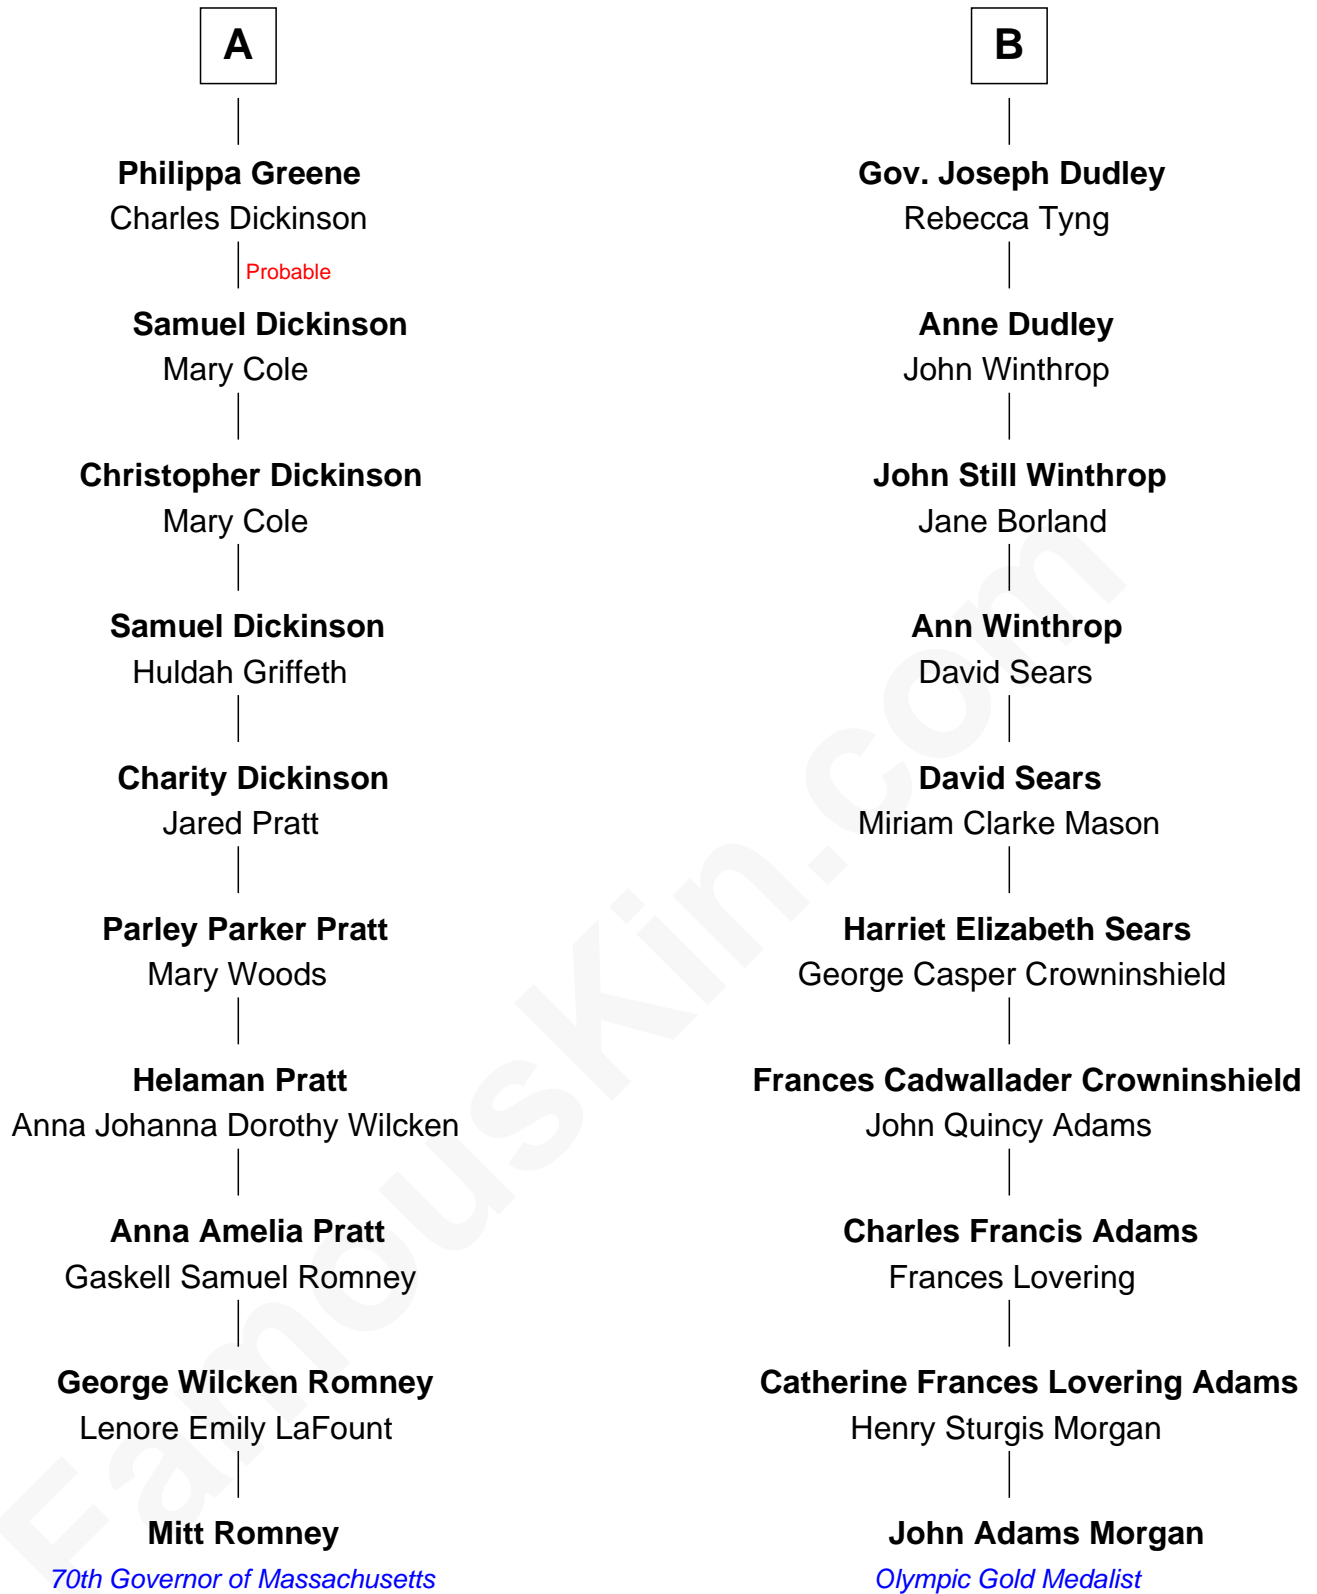 A
Philippa Greene
Charles Dickinson
Probable
Samuel Dickinson
Mary Cole
Christopher Dickinson
Mary Cole
Samuel Dickinson
Huldah Griffeth
Charity Dickinson
Jared Pratt
Parley Parker Pratt
Mary Woods
Helaman Pratt
Anna Johanna Dorothy Wilcken
Anna Amelia Pratt
Gaskell Samuel Romney
George Wilcken Romney
Lenore Emily LaFount
Mitt Romney
70th Governor of Massachusetts
B
Gov. Joseph Dudley
Rebecca Tyng
Anne Dudley
John Winthrop
John Still Winthrop
Jane Borland
Ann Winthrop
David Sears
David Sears
Miriam Clarke Mason
Harriet Elizabeth Sears
George Casper Crowninshield
Frances Cadwallader Crowninshield
John Quincy Adams
Charles Francis Adams
Frances Lovering
Catherine Frances Lovering Adams
Henry Sturgis Morgan
John Adams Morgan
Olympic Gold Medalist
FamousKin.com